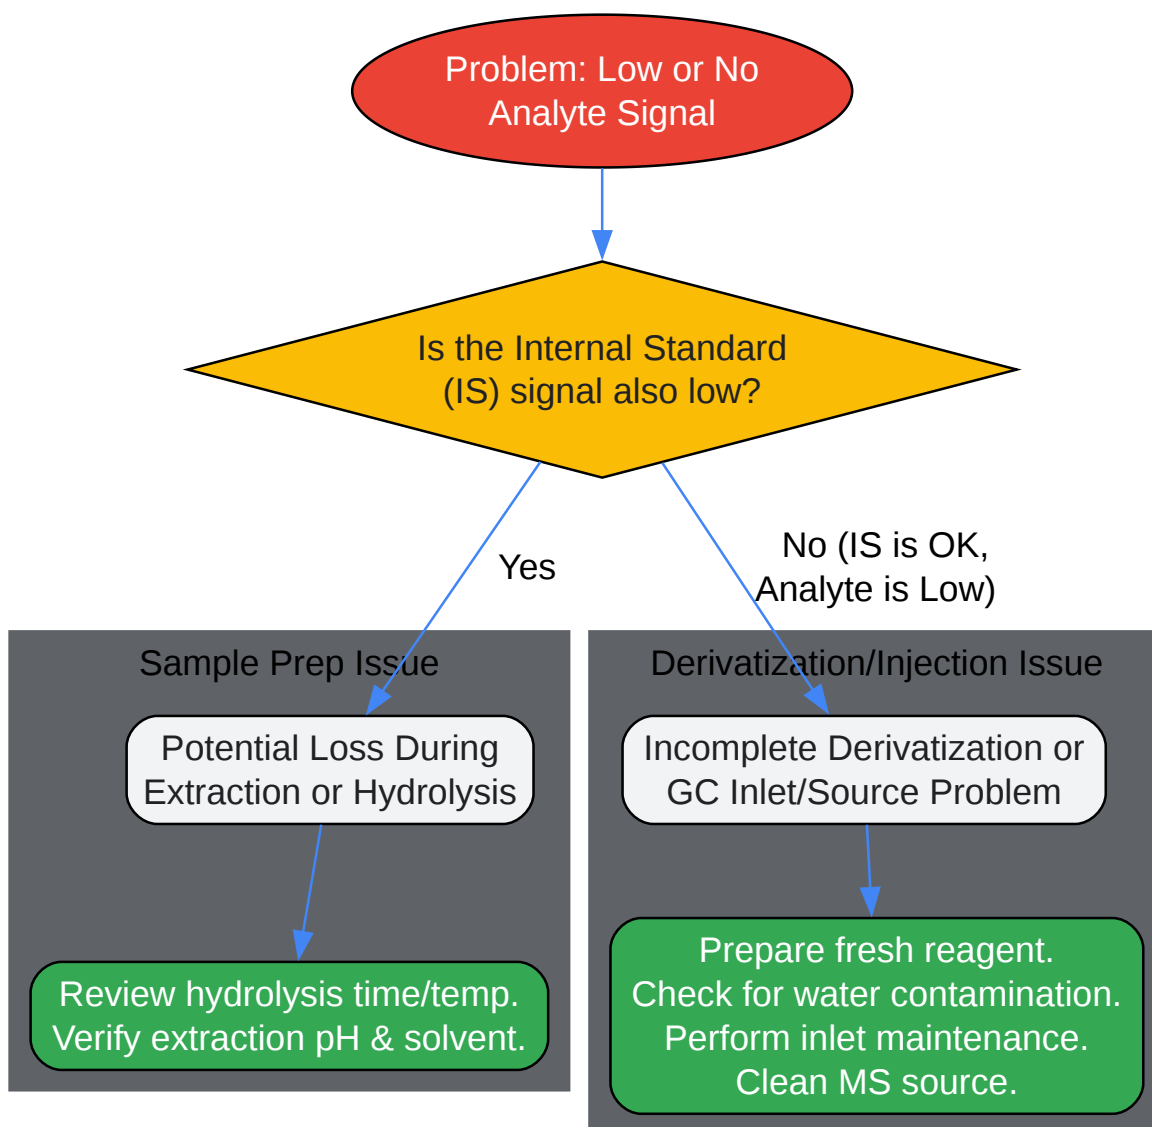 Problem: Low or No
Analyte Signal
Is the Internal Standard
(IS) signal also low?
Yes
No (IS is OK,
Analyte is Low)
Sample Prep Issue
Potential Loss During
Extraction or Hydrolysis
Review hydrolysis time/temp.
Verify extraction pH & solvent.
Derivatization/Injection Issue
Incomplete Derivatization or
GC Inlet/Source Problem
Prepare fresh reagent.
Check for water contamination.
Perform inlet maintenance.
Clean MS source.